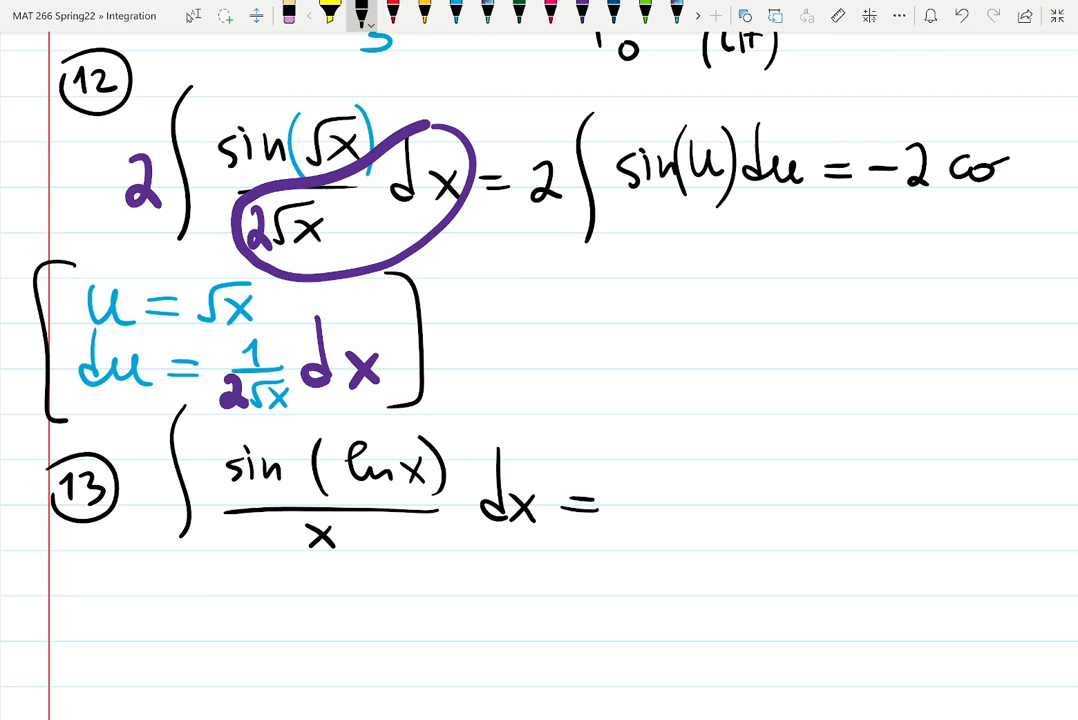 MAT 266 Spring22 » Integration
(LH)
12
2 ∫ sin(√x) / 2√x dx = 2 ∫ sin(u) du = -2 co
u = √x
du = 1 / 2√x dx
13 ∫ sin (ln x) / x dx =